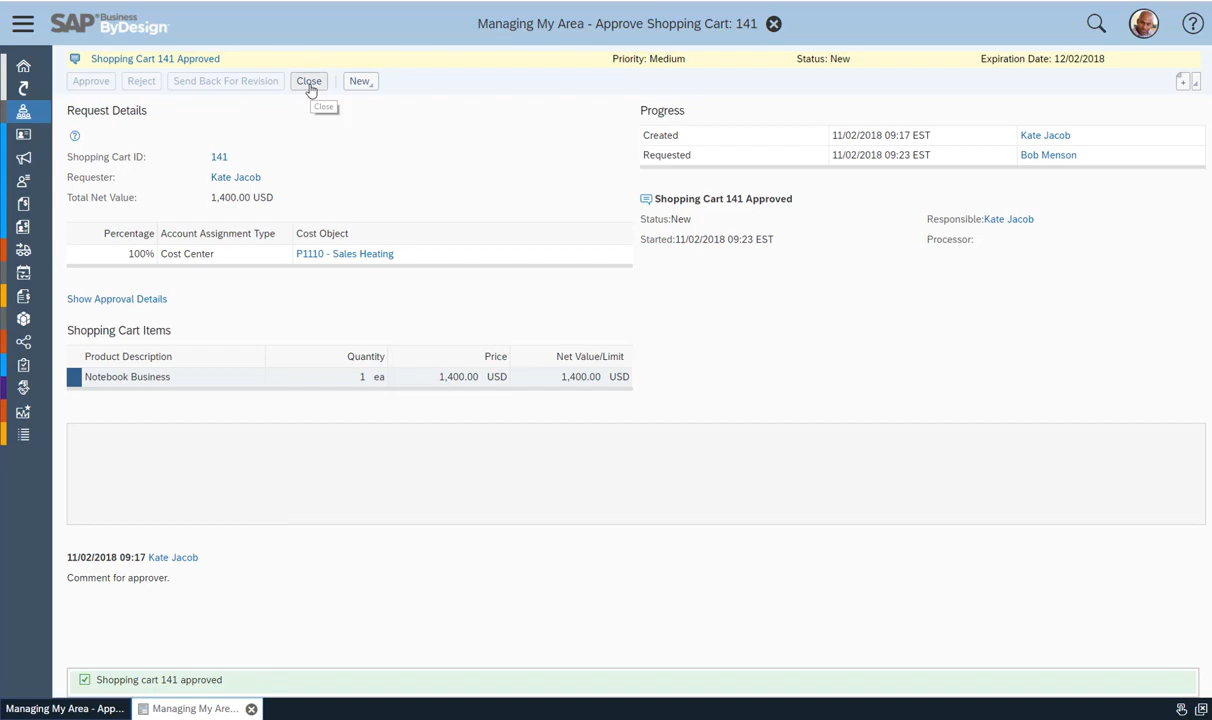 SAP Business ByDesign
Managing My Area - Approve Shopping Cart: 141
Shopping Cart 141 Approved Priority: Medium Status: New Expiration Date: 12/02/2018
Approve Reject Send Back For Revision Close New
Close
Request Details
Shopping Cart ID: 141
Requester: Kate Jacob
Total Net Value: 1,400.00 USD
Percentage Account Assignment Type Cost Object
100% Cost Center P1110 - Sales Heating
Show Approval Details
Shopping Cart Items
Product Description Quantity Price Net Value/Limit
Notebook Business 1 ea 1,400.00 USD 1,400.00 USD
Progress
Created 11/02/2018 09:17 EST Kate Jacob
Requested 11/02/2018 09:23 EST Bob Menson
Shopping Cart 141 Approved
Status:New Responsible:Kate Jacob
Started:11/02/2018 09:23 EST Processor:
11/02/2018 09:17 Kate Jacob
Comment for approver.
Shopping cart 141 approved
Managing My Area - App... Managing My Are...